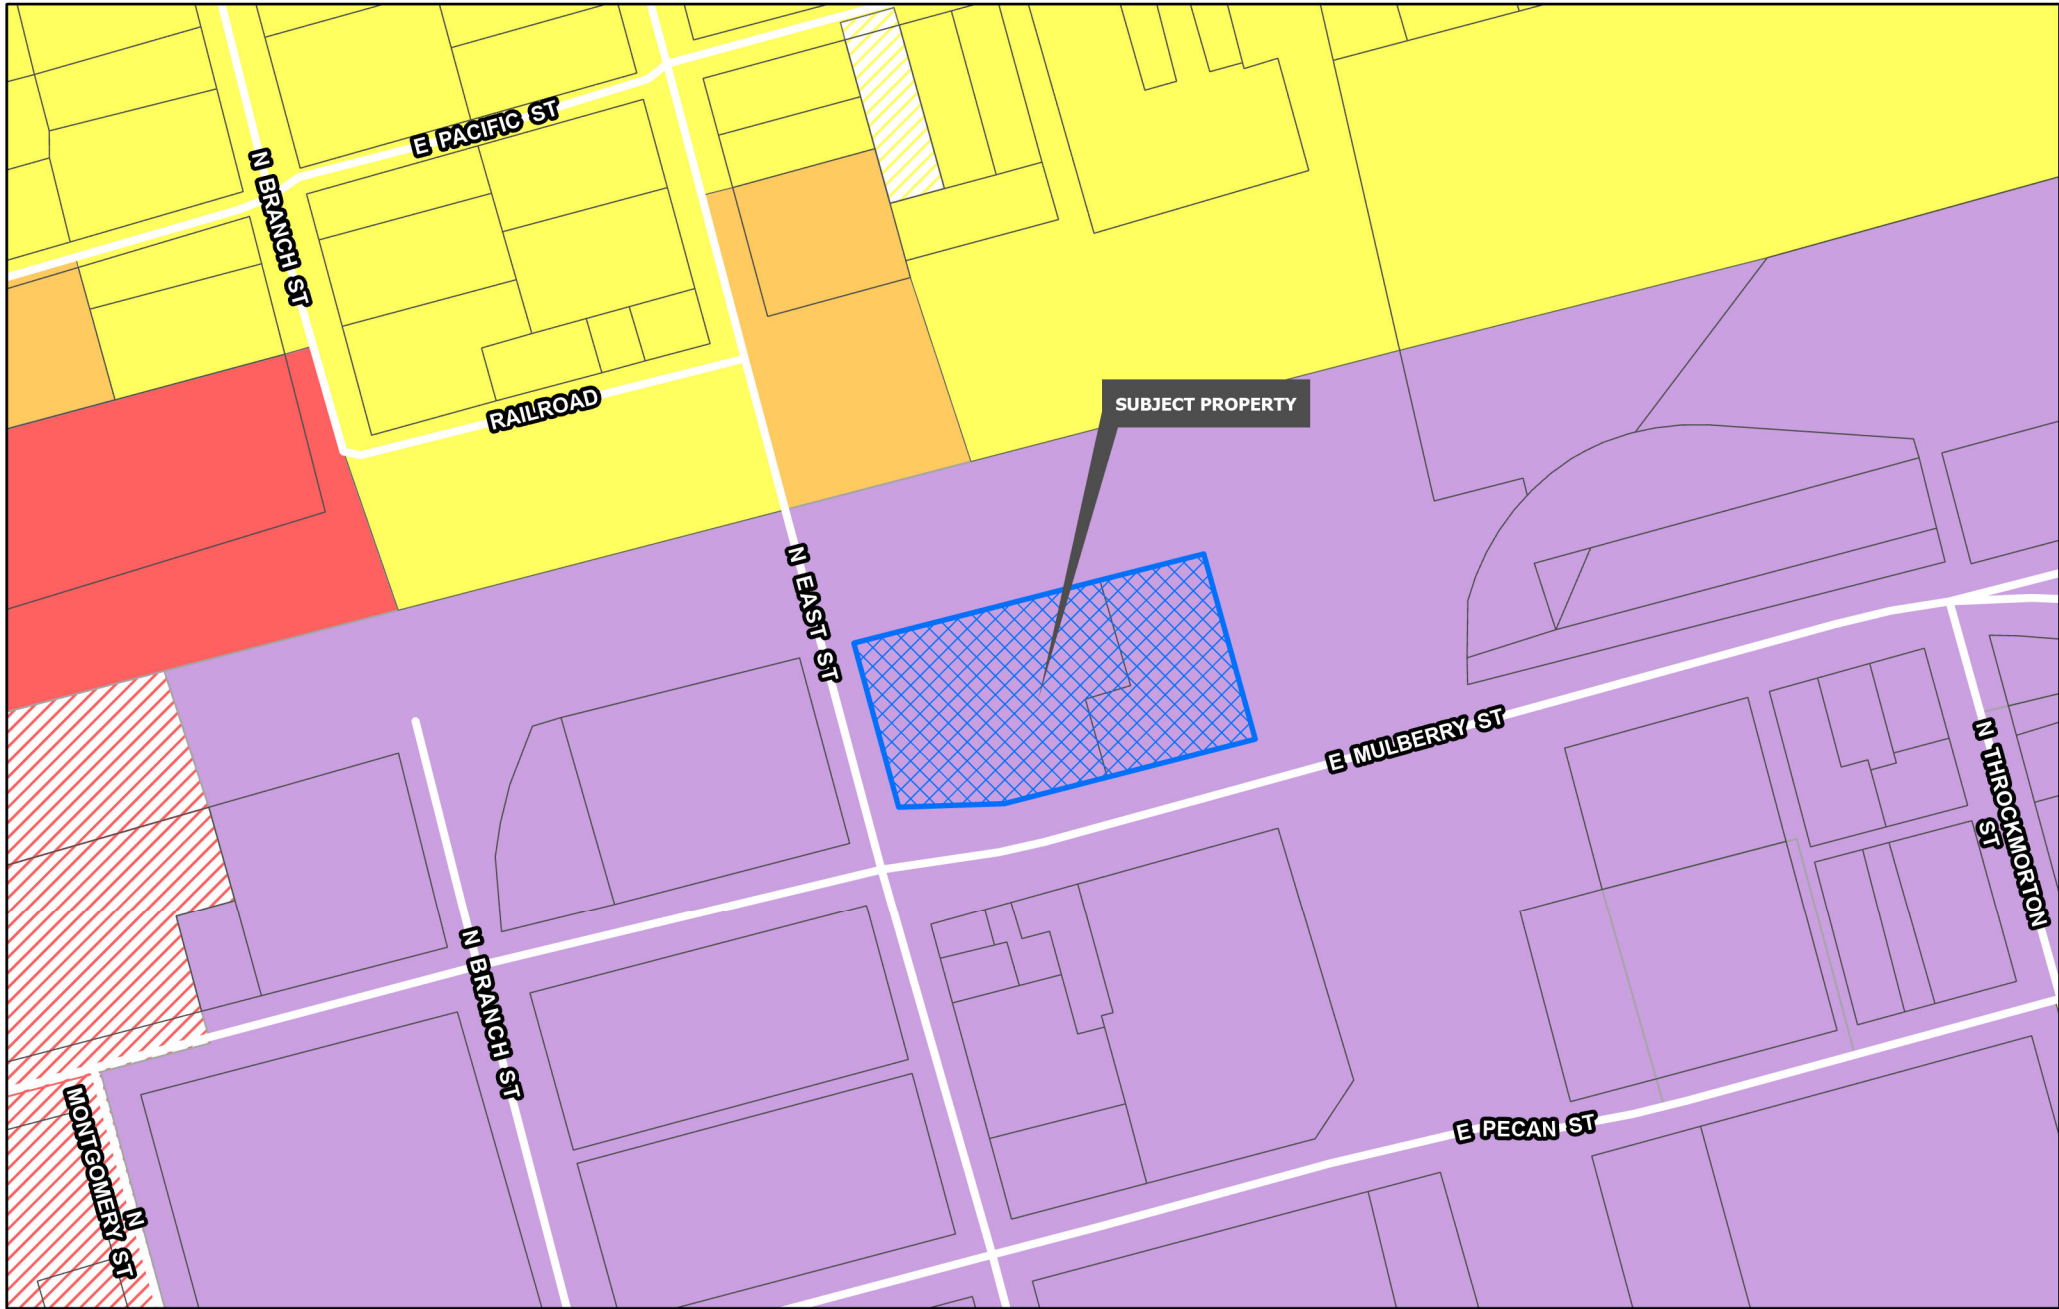 E PACIFIC ST
N BRANCH ST
RAILROAD
SUBJECT PROPERTY
N EAST ST
E MULBERRY ST
N THROCKMORTON
ST
N BRANCH ST
E PECAN ST
N
MONTGOMERY ST